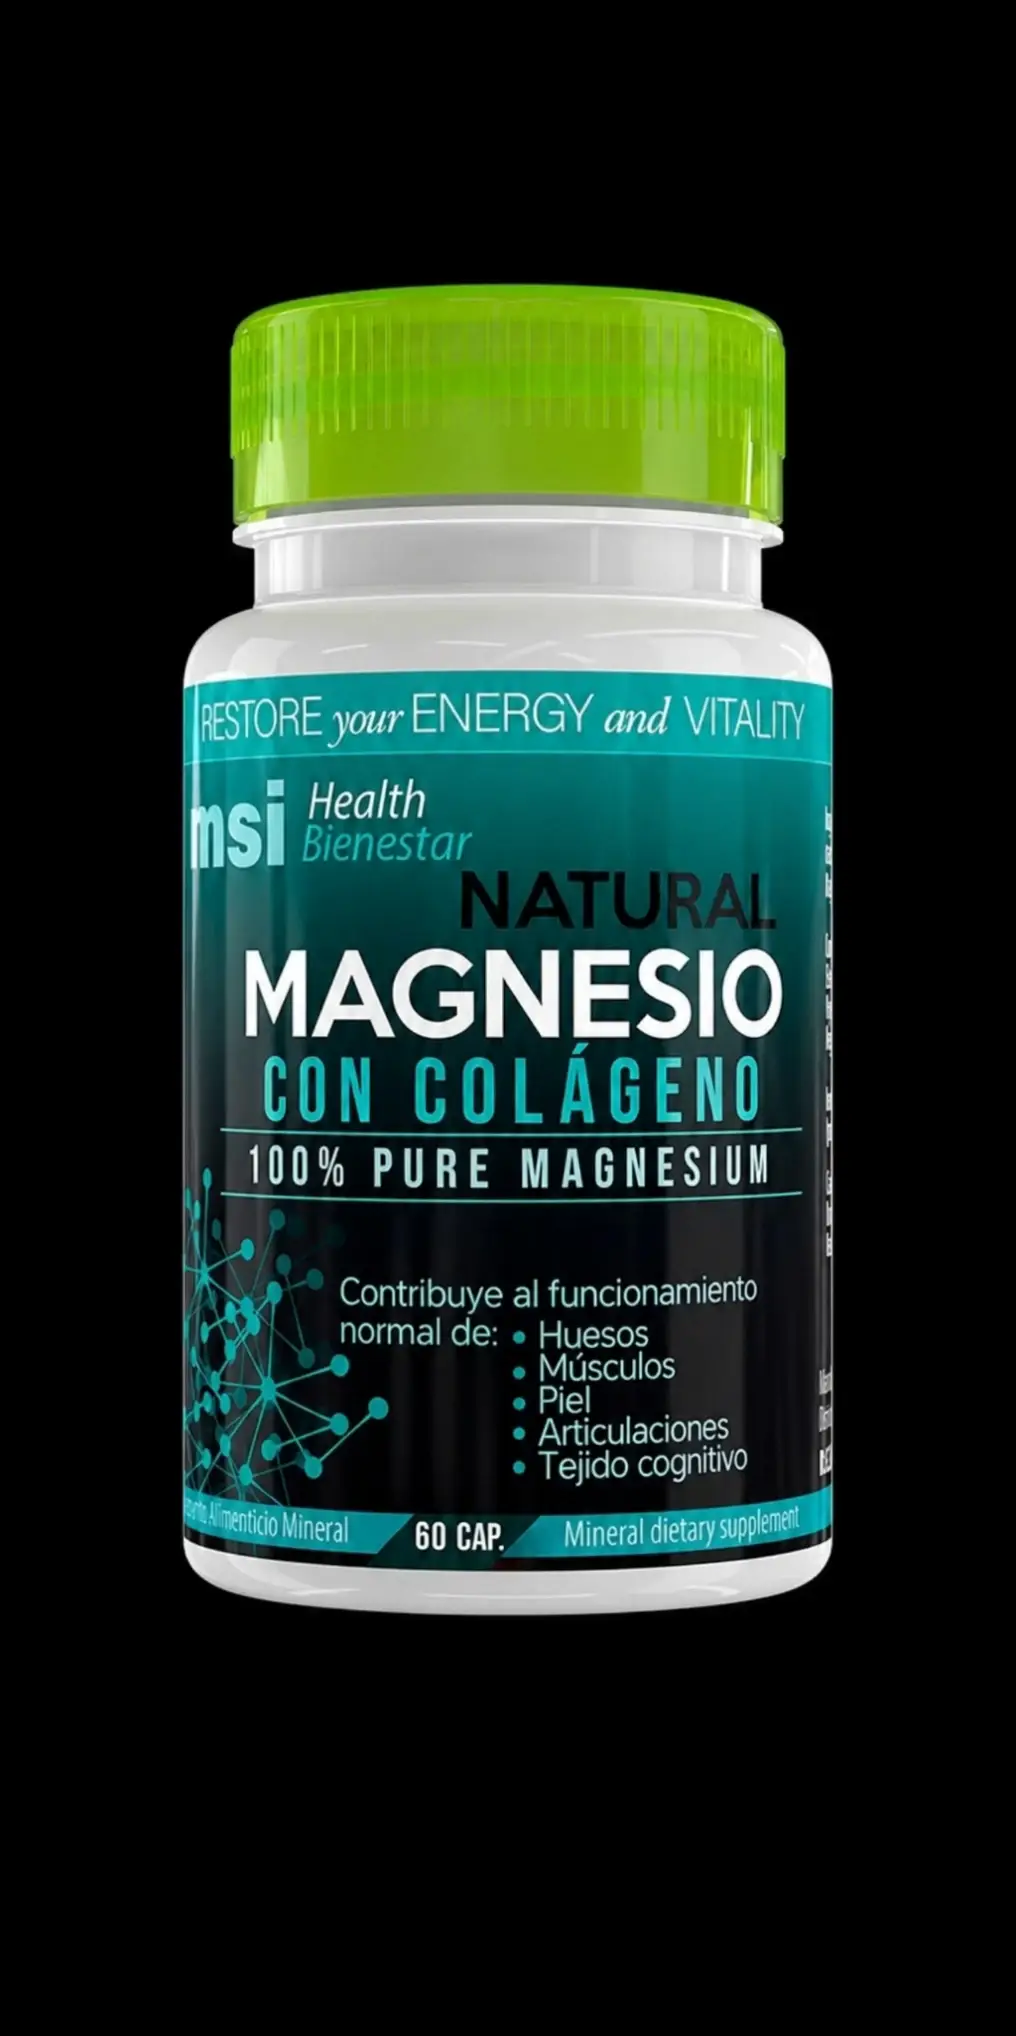 RESTORE your ENERGY and VITALITY
msi Health
Bienestar
NATURAL
MAGNESIO
CON COLÁGENO
100% PURE MAGNESIUM
Contribuye al funcionamiento
normal de: • Huesos
• Músculos
• Piel
• Articulaciones
• Tejido cognitivo
Alimenticio Mineral
60 CAP.
Mineral dietary supplement